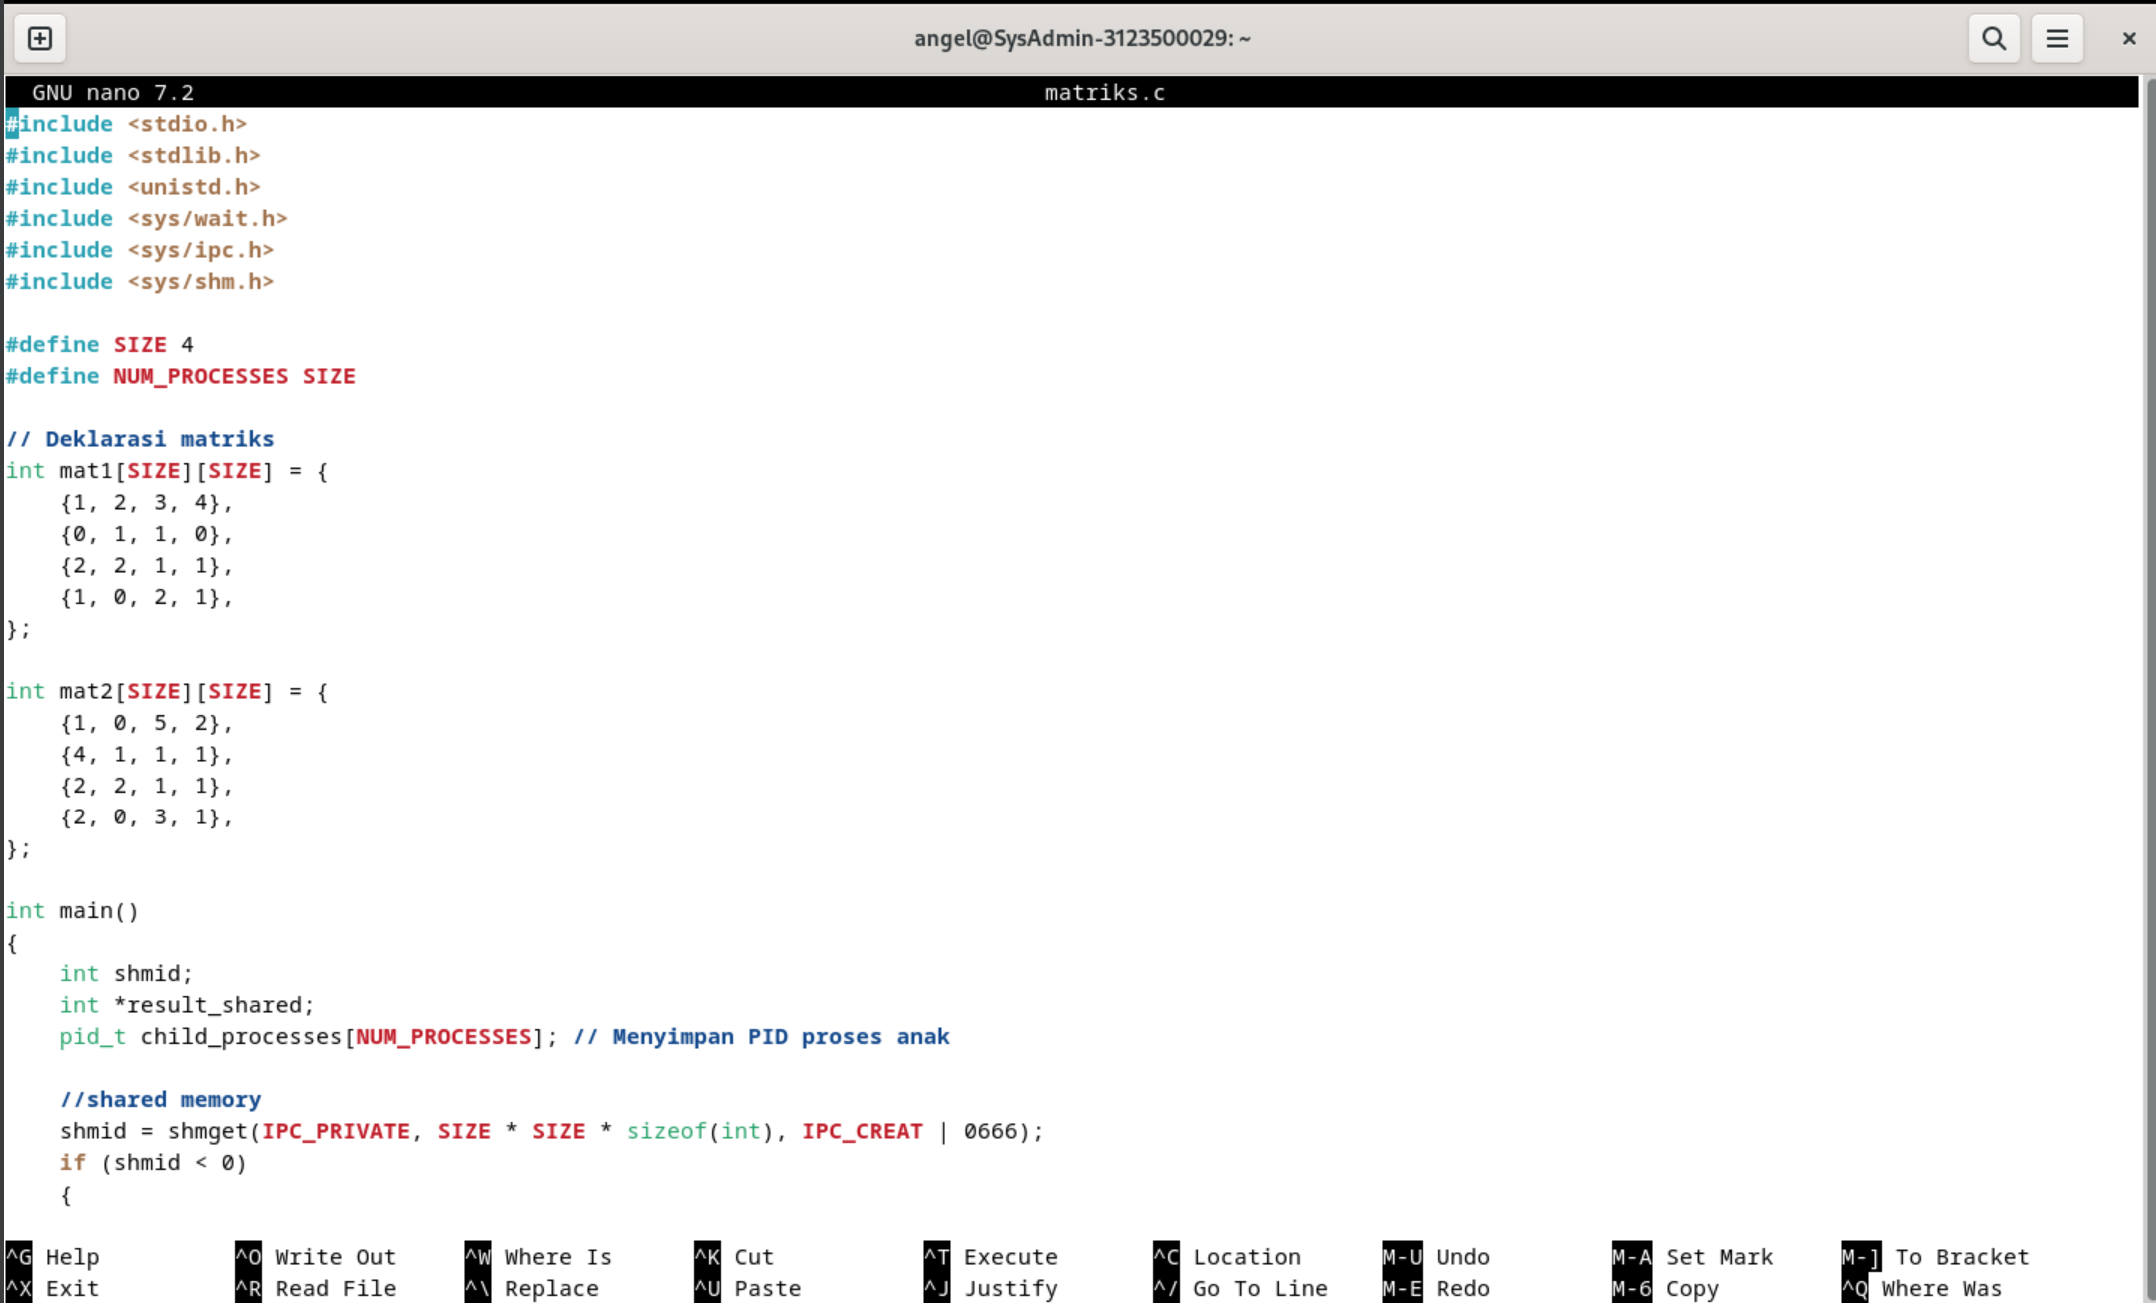 angel@SysAdmin-3123500029: ~
GNU nano 7.2 matriks.c
#include <stdio.h>
#include <stdlib.h>
#include <unistd.h>
#include <sys/wait.h>
#include <sys/ipc.h>
#include <sys/shm.h>

#define SIZE 4
#define NUM_PROCESSES SIZE

// Deklarasi matriks
int mat1[SIZE][SIZE] = {
    {1, 2, 3, 4},
    {0, 1, 1, 0},
    {2, 2, 1, 1},
    {1, 0, 2, 1},
};

int mat2[SIZE][SIZE] = {
    {1, 0, 5, 2},
    {4, 1, 1, 1},
    {2, 2, 1, 1},
    {2, 0, 3, 1},
};

int main()
{
    int shmid;
    int *result_shared;
    pid_t child_processes[NUM_PROCESSES]; // Menyimpan PID proses anak

    //shared memory
    shmid = shmget(IPC_PRIVATE, SIZE * SIZE * sizeof(int), IPC_CREAT | 0666);
    if (shmid < 0)
    {
^G Help ^O Write Out ^W Where Is ^K Cut ^T Execute ^C Location M-U Undo M-A Set Mark M-] To Bracket
^X Exit ^R Read File ^\ Replace ^U Paste ^J Justify ^/ Go To Line M-E Redo M-6 Copy ^Q Where Was